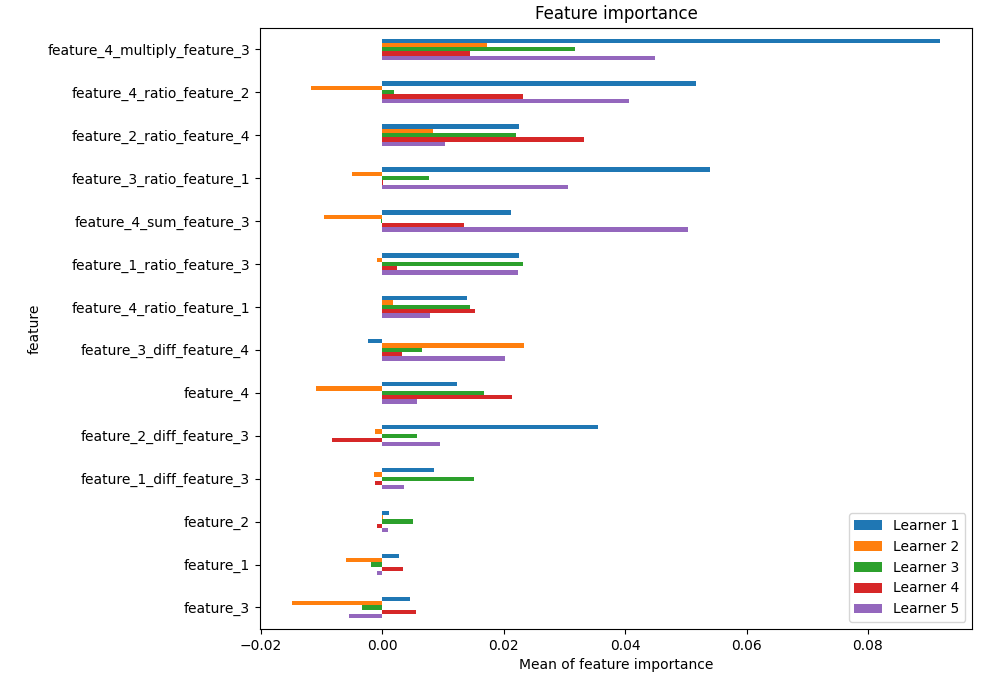 Feature importance
feature_4_multiply_feature_3
feature_4_ratio_feature_2
feature_2_ratio_feature_4
feature_3_ratio_feature_1
feature_4_sum_feature_3
feature_1_ratio_feature_3
feature_4_ratio_feature_1
feature_3_diff_feature_4
feature_4
feature_2_diff_feature_3
feature_1_diff_feature_3
feature_2
feature_1
feature_3
feature
Learner 1
Learner 2
Learner 3
Learner 4
Learner 5
−0.02 0.00 0.02 0.04 0.06 0.08
Mean of feature importance